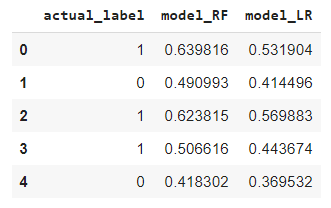 actual_label model_RF model_LR
0 1 0.639816 0.531904
1 0 0.490993 0.414496
2 1 0.623815 0.569883
3 1 0.506616 0.443674
4 0 0.418302 0.369532